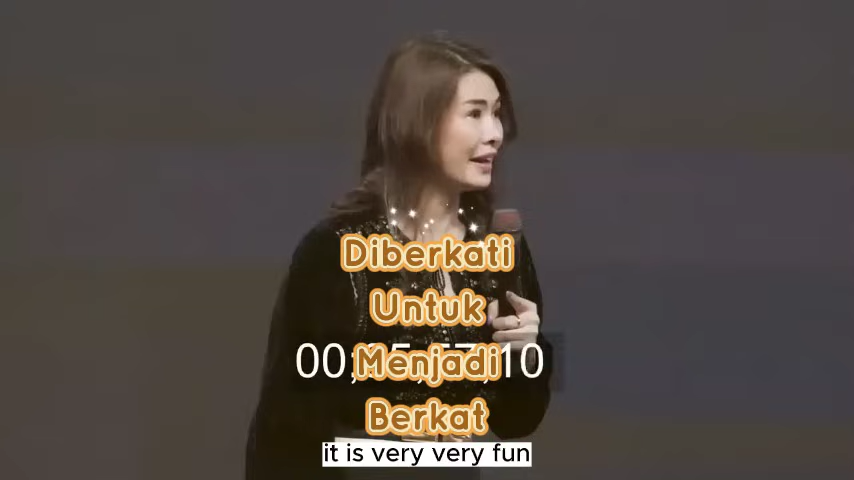 Diberkati
Untuk
Menjadi
Berkat
it is very very fun